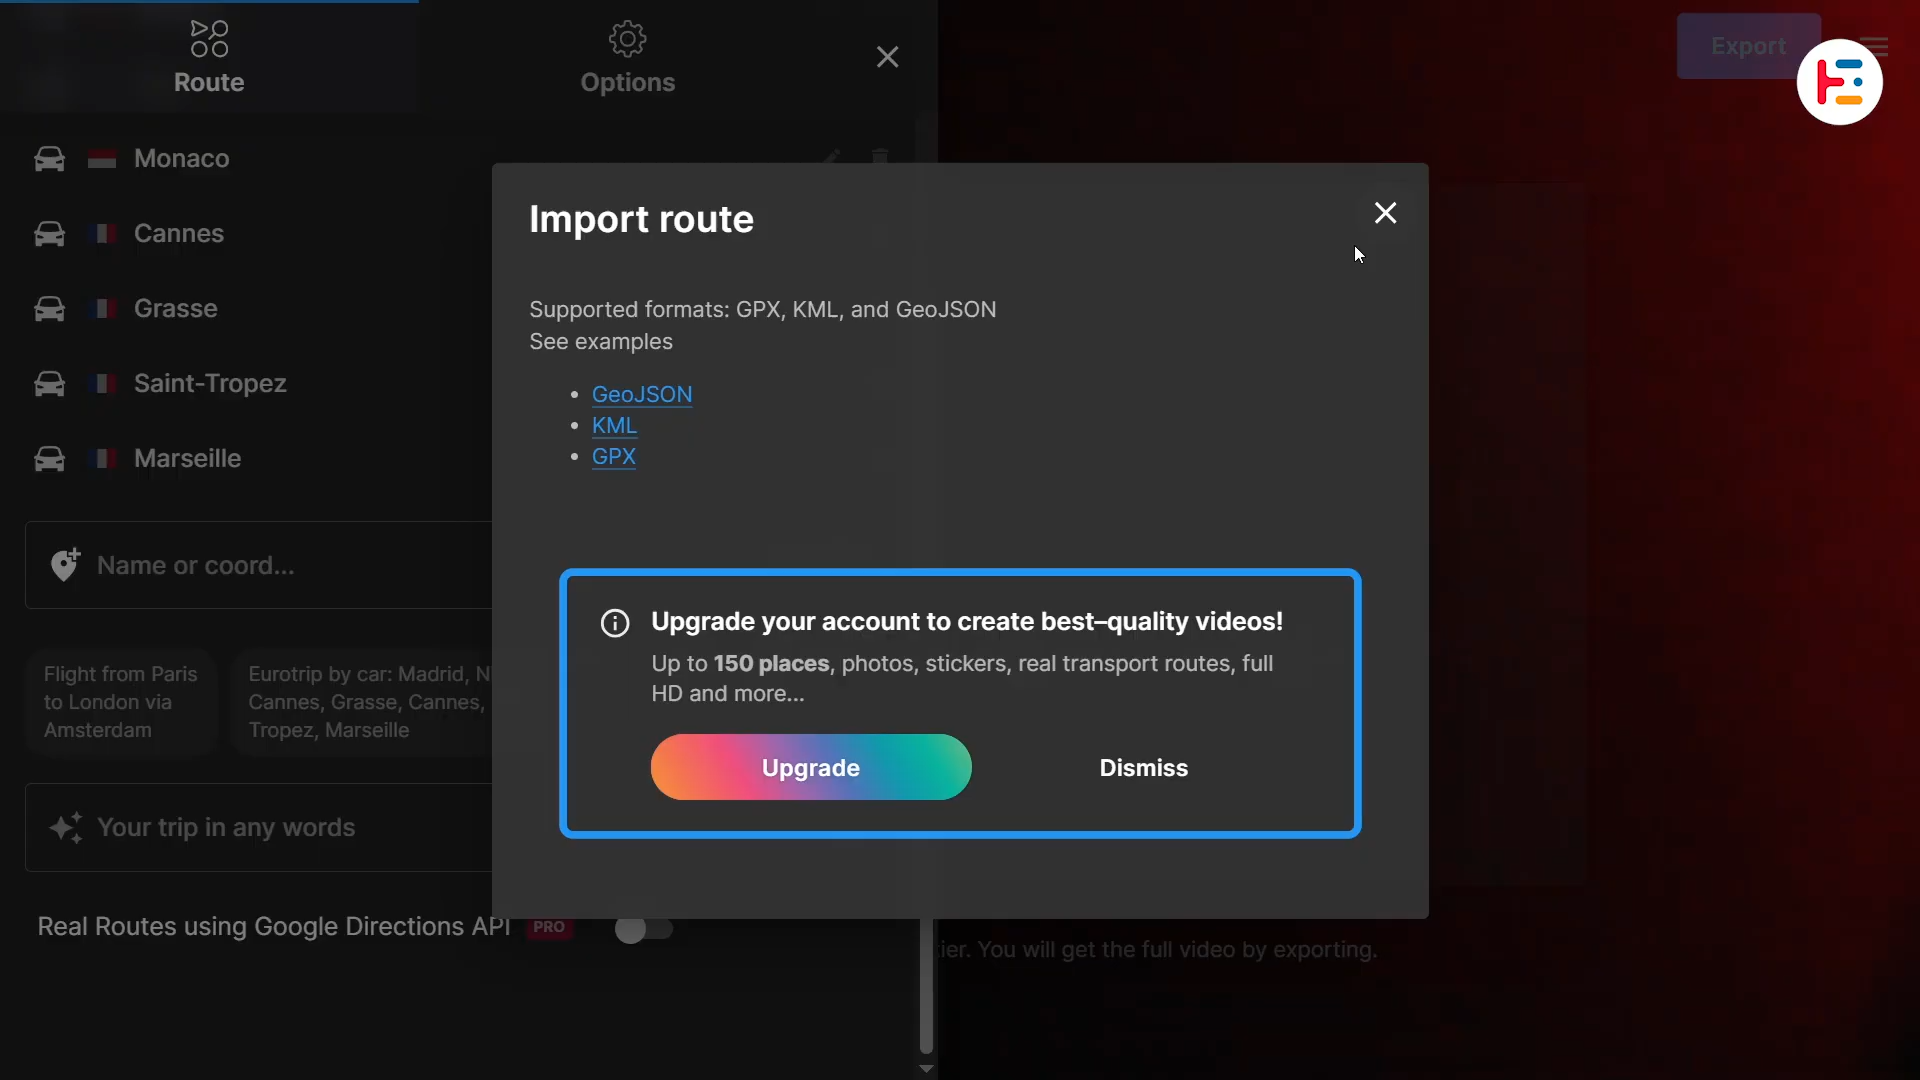 Route
Options
Export
Monaco
Cannes
Grasse
Saint-Tropez
Marseille
Name or coord...
Flight from Paris
to London via
Amsterdam
Eurotrip by car: Madrid,
Cannes, Grasse, Cannes,
Tropez, Marseille
Your trip in any words
Real Routes using Google Directions API PRO
Import route
Supported formats: GPX, KML, and GeoJSON
See examples
• GeoJSON
• KML
• GPX
Upgrade your account to create best–quality videos!
Up to 150 places, photos, stickers, real transport routes, full
HD and more...
Upgrade
Dismiss
You will get the full video by exporting.